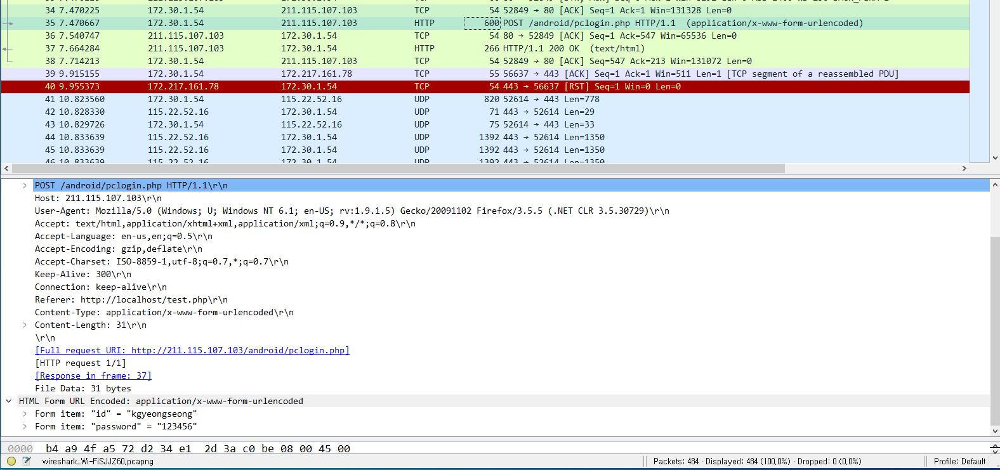 34 7.470225 172.30.1.54 211.115.107.103 TCP 54 52849 → 80 [ACK] Seq=1 Ack=1 Win=131328 Len=0
35 7.470667 172.30.1.54 211.115.107.103 HTTP 600 POST /android/pclogin.php HTTP/1.1 (application/x-www-form-urlencoded)
36 7.540747 211.115.107.103 172.30.1.54 TCP 54 80 → 52849 [ACK] Seq=1 Ack=547 Win=65536 Len=0
37 7.664284 211.115.107.103 172.30.1.54 HTTP 266 HTTP/1.1 200 OK (text/html)
38 7.714213 172.30.1.54 211.115.107.103 TCP 54 52849 → 80 [ACK] Seq=547 Ack=213 Win=131072 Len=0
39 9.915155 172.30.1.54 172.217.161.78 TCP 55 56637 → 443 [ACK] Seq=1 Ack=1 Win=511 Len=1 [TCP segment of a reassembled PDU]
40 9.955373 172.217.161.78 172.30.1.54 TCP 54 443 → 56637 [RST] Seq=1 Win=0 Len=0
41 10.823560 172.30.1.54 115.22.52.16 UDP 820 52614 → 443 Len=778
42 10.828330 115.22.52.16 172.30.1.54 UDP 71 443 → 52614 Len=29
43 10.829726 172.30.1.54 115.22.52.16 UDP 75 52614 → 443 Len=33
44 10.833639 115.22.52.16 172.30.1.54 UDP 1392 443 → 52614 Len=1350
45 10.833639 115.22.52.16 172.30.1.54 UDP 1392 443 → 52614 Len=1350
46 10.833639 115.22.52.16 172.30.1.54 UDP 1392 443 → 52614 Len=1350
POST /android/pclogin.php HTTP/1.1\r\n
Host: 211.115.107.103\r\n
User-Agent: Mozilla/5.0 (Windows; U; Windows NT 6.1; en-US; rv:1.9.1.5) Gecko/20091102 Firefox/3.5.5 (.NET CLR 3.5.30729)\r\n
Accept: text/html,application/xhtml+xml,application/xml;q=0.9,*/*;q=0.8\r\n
Accept-Language: en-us,en;q=0.5\r\n
Accept-Encoding: gzip,deflate\r\n
Accept-Charset: ISO-8859-1,utf-8;q=0.7,*;q=0.7\r\n
Keep-Alive: 300\r\n
Connection: keep-alive\r\n
Referer: http://localhost/test.php\r\n
Content-Type: application/x-www-form-urlencoded\r\n
Content-Length: 31\r\n
\r\n
[Full request URI: http://211.115.107.103/android/pclogin.php]
[HTTP request 1/1]
[Response in frame: 37]
File Data: 31 bytes
HTML Form URL Encoded: application/x-www-form-urlencoded
Form item: "id" = "kgyeongseong"
Form item: "password" = "123456"
0000 b4 a9 4f a5 72 d2 34 e1 2d 3a c0 be 08 00 45 00
wireshark_Wi-FiSJJZ60.pcapng
Packets: 484 · Displayed: 484 (100.0%) · Dropped: 0 (0.0%)
Profile: Default